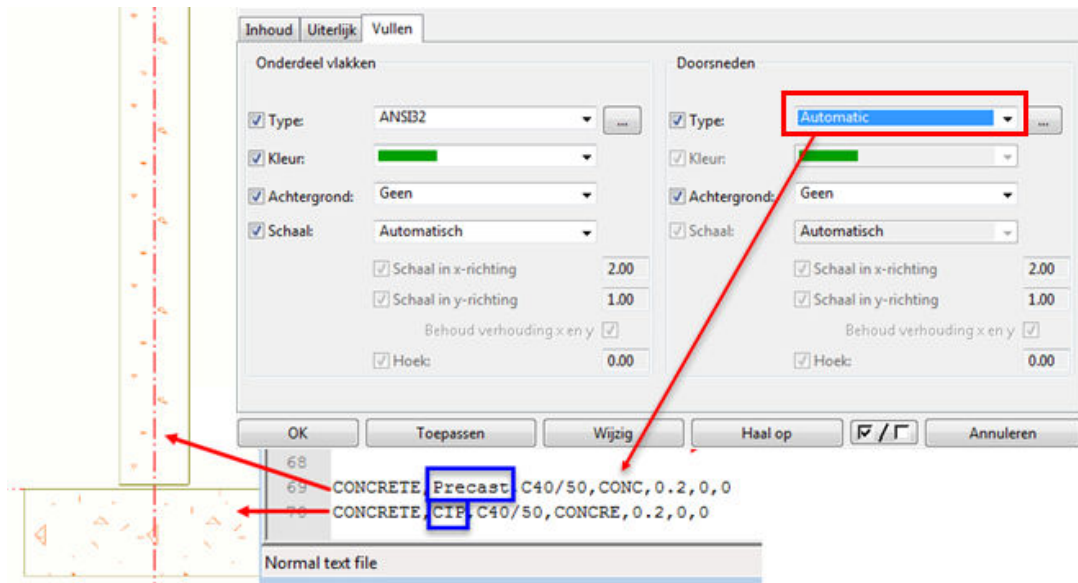 Inhoud Uiterlijk Vullen
Onderdeel vlakken
Doorsneden
Type: ANSI32 ...
Type: Automatic ...
Kleur:
Kleur:
Achtergrond: Geen
Achtergrond: Geen
Schaal: Automatisch
Schaal: Automatisch
Schaal in x-richting 2.00
Schaal in x-richting 2.00
Schaal in y-richting 1.00
Schaal in y-richting 1.00
Behoud verhouding x en y
Behoud verhouding x en y
Hoek: 0.00
Hoek: 0.00
OK Toepassen Wijzig Haal op / Annuleren
68
69 CONCRETE,Precast,C40/50,CONC,0.2,0,0
70 CONCRETE,CIP,C40/50,CONCRE,0.2,0,0
Normal text file